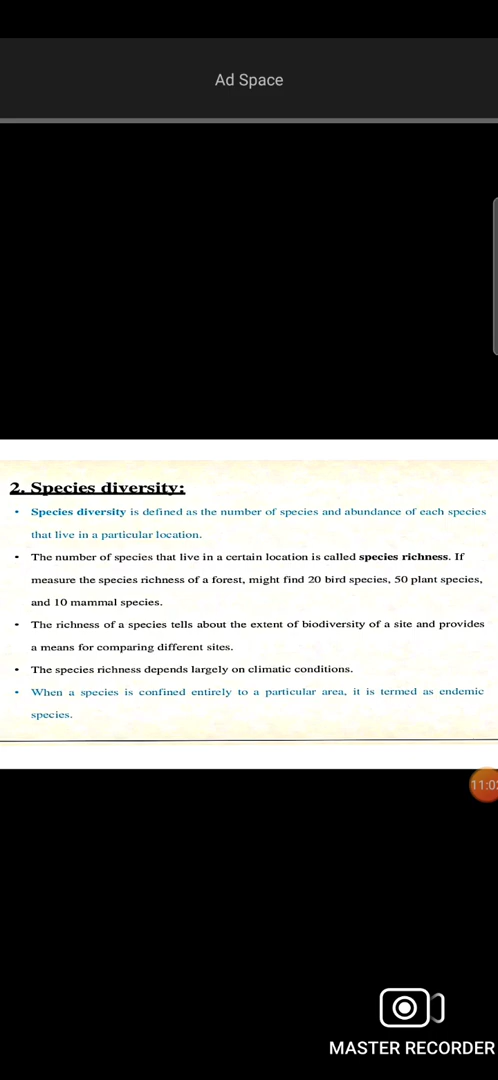 Ad Space
2. Species diversity:
• Species diversity is defined as the number of species and abundance of each species
that live in a particular location.
• The number of species that live in a certain location is called species richness. If
measure the species richness of a forest, might find 20 bird species, 50 plant species,
and 10 mammal species.
• The richness of a species tells about the extent of biodiversity of a site and provides
a means for comparing different sites.
• The species richness depends largely on climatic conditions.
• When a species is confined entirely to a particular area, it is termed as endemic
species.
MASTER RECORDER